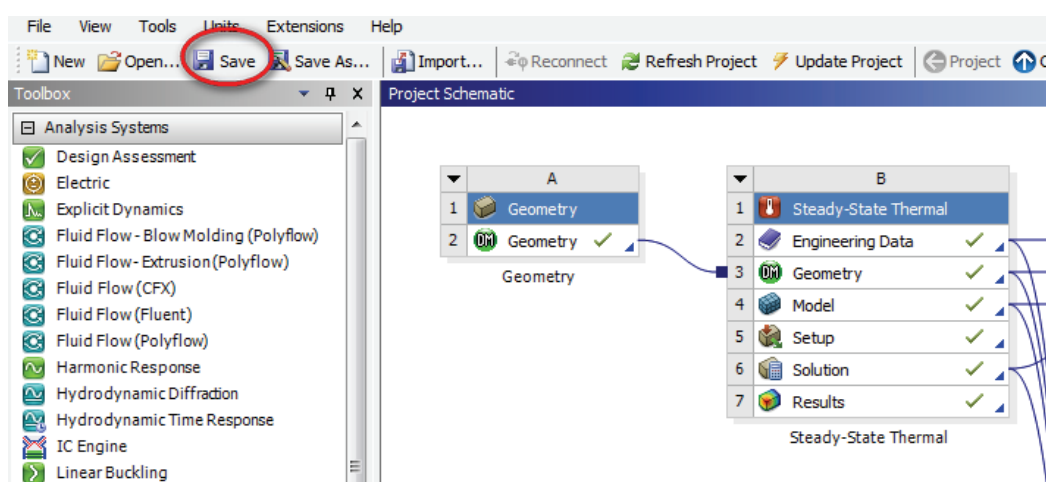 File View Tools Units Extensions Help
New Open... Save Save As... Import... Reconnect Refresh Project Update Project Project
Toolbox
Project Schematic
Analysis Systems
Design Assessment
Electric
Explicit Dynamics
Fluid Flow - Blow Molding (Polyflow)
Fluid Flow - Extrusion (Polyflow)
Fluid Flow (CFX)
Fluid Flow (Fluent)
Fluid Flow (Polyflow)
Harmonic Response
Hydrodynamic Diffraction
Hydrodynamic Time Response
IC Engine
Linear Buckling
A
1 Geometry
2 DM Geometry
Geometry
B
1 Steady-State Thermal
2 Engineering Data
3 DM Geometry
4 Model
5 Setup
6 Solution
7 Results
Steady-State Thermal